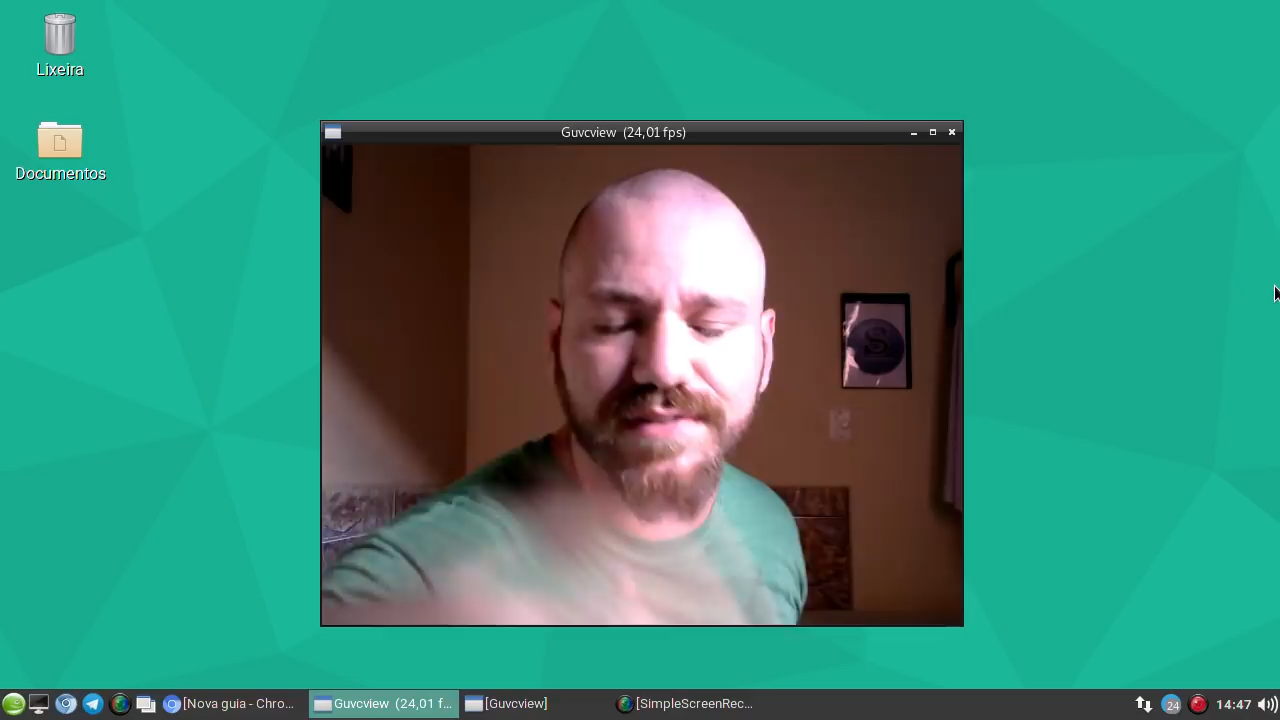 Lixeira
Documentos
Guvcview (24,01 fps)
S
[Nova guia - Chro...
Guvcview (24,01 f...
[Guvcview]
[SimpleScreenRec...
24
14:47